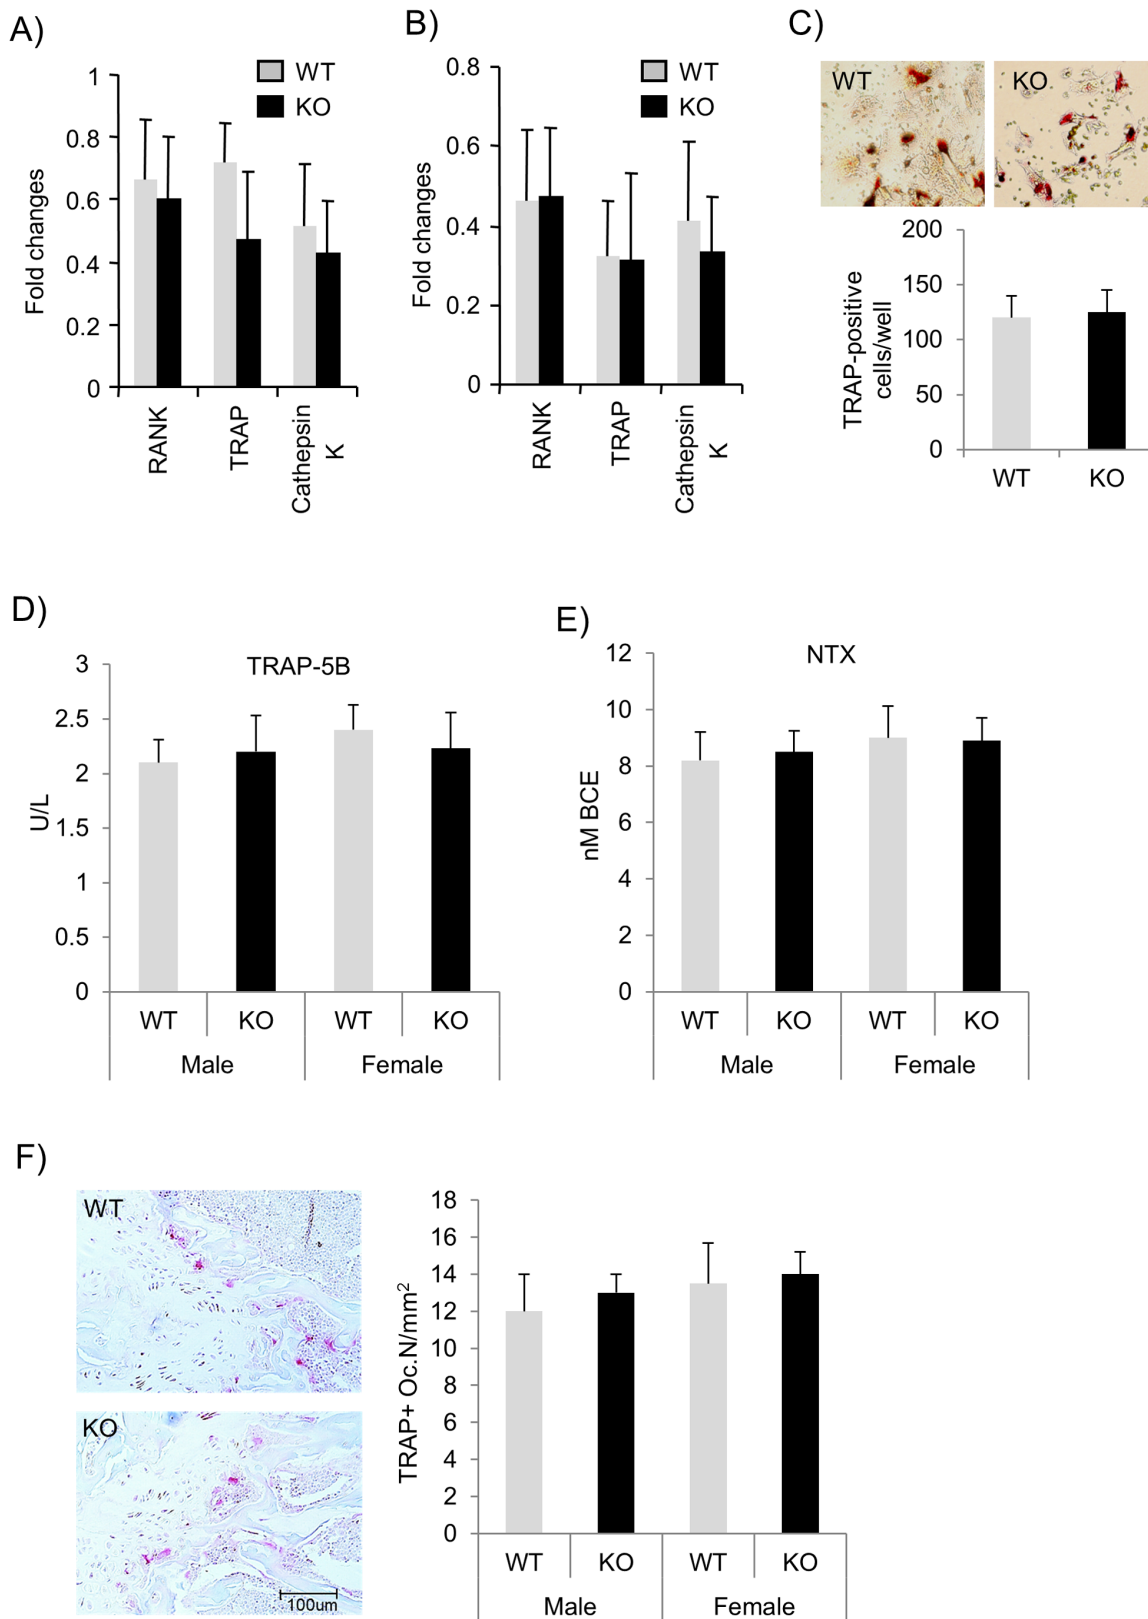 A)
WT
KO
1
0.8
0.6
0.4
0.2
0
Fold changes
RANK
TRAP
Cathepsin
K
B)
WT
KO
0.8
0.6
0.4
0.2
0
Fold changes
RANK
TRAP
Cathepsin
K
C)
WT
KO
200
150
100
50
0
TRAP-positive
cells/well
WT
KO
D)
TRAP-5B
3
2.5
2
1.5
1
0.5
0
U/L
WT KO WT KO
Male Female
E)
NTX
12
10
8
6
4
2
0
nM BCE
WT KO WT KO
Male Female
F)
WT
KO
100um
18
16
14
12
10
8
6
4
2
0
TRAP+ Oc.N/mm²
WT KO WT KO
Male Female